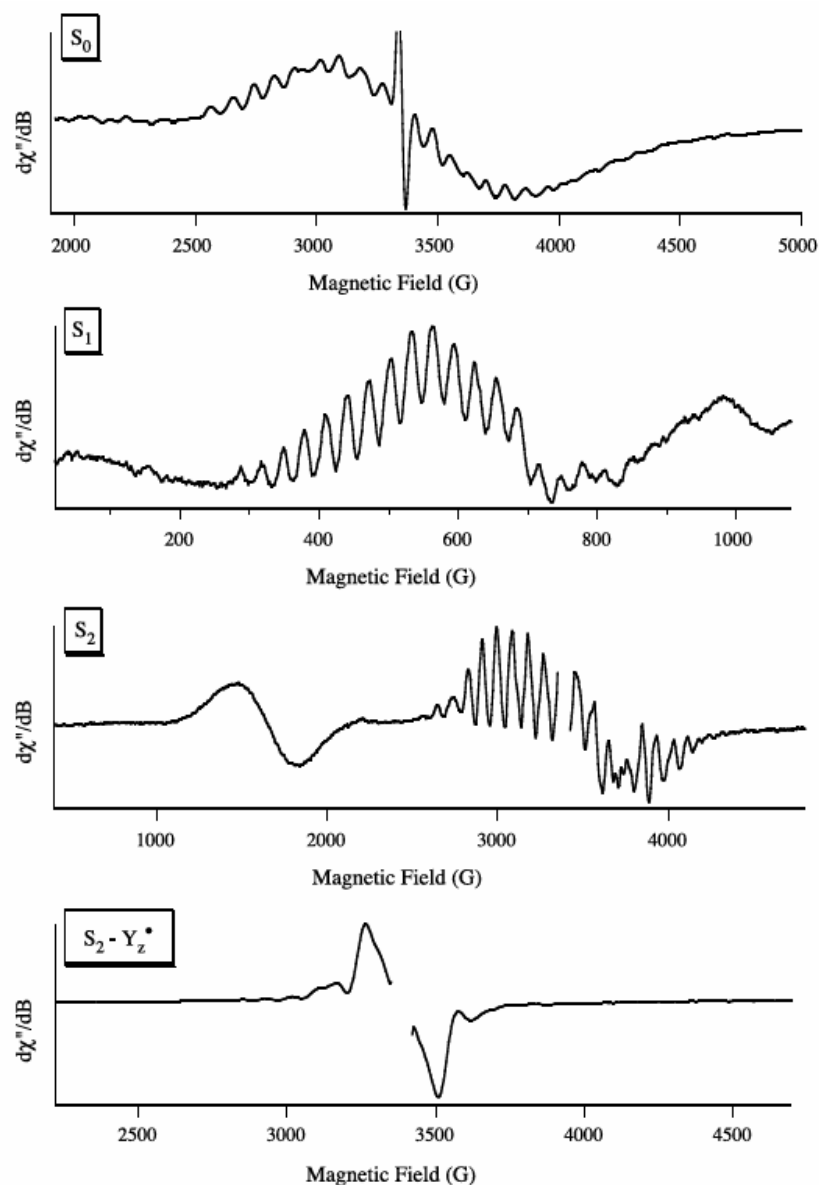 S₀
dχ"/dB
2000 2500 3000 3500 4000 4500 5000
Magnetic Field (G)
S₁
dχ"/dB
200 400 600 800 1000
Magnetic Field (G)
S₂
dχ"/dB
1000 2000 3000 4000
Magnetic Field (G)
S₂ - Y_z•
dχ"/dB
2500 3000 3500 4000 4500
Magnetic Field (G)